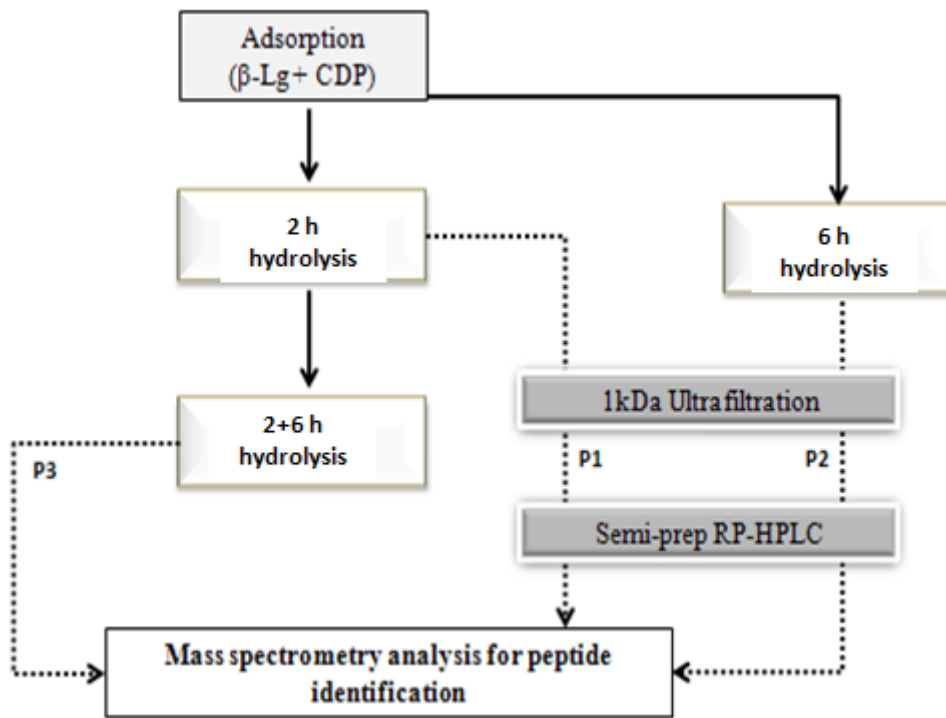 Adsorption
(β-Lg + CDP)
2 h
hydrolysis
6 h
hydrolysis
1kDa Ultrafiltration
2+6 h
hydrolysis
P3
P1
P2
Semi-prep RP-HPLC
Mass spectrometry analysis for peptide
identification